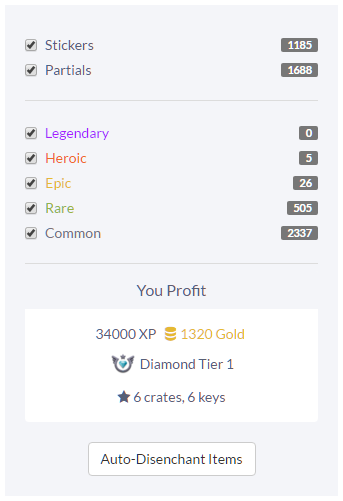 Stickers 1185
Partials 1688
Legendary 0
Heroic 5
Epic 26
Rare 505
Common 2337
You Profit
34000 XP 1320 Gold
Diamond Tier 1
6 crates, 6 keys
Auto-Disenchant Items